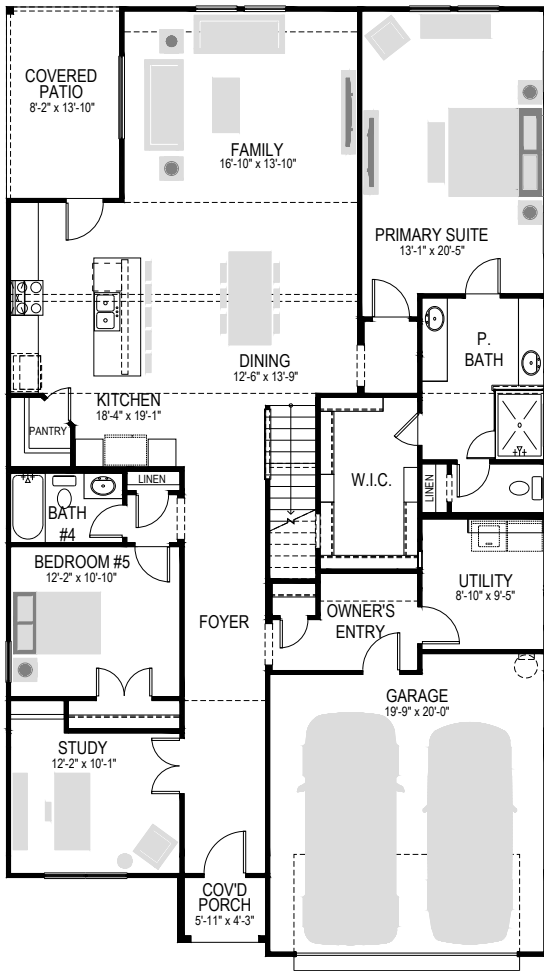 COVERED
PATIO
8'-2" x 13'-10"
FAMILY
16'-10" x 13'-10"
PRIMARY SUITE
13'-1" x 20'-5"
P.
BATH
DINING
12'-6" x 13'-9"
KITCHEN
18'-4" x 19'-1"
PANTRY
W.I.C.
LINEN
LINEN
BATH
#4
BEDROOM #5
12'-2" x 10'-10"
UTILITY
8'-10" x 9'-5"
OWNER'S
ENTRY
FOYER
GARAGE
19'-9" x 20'-0"
STUDY
12'-2" x 10'-1"
COV'D
PORCH
5'-11" x 4'-3"